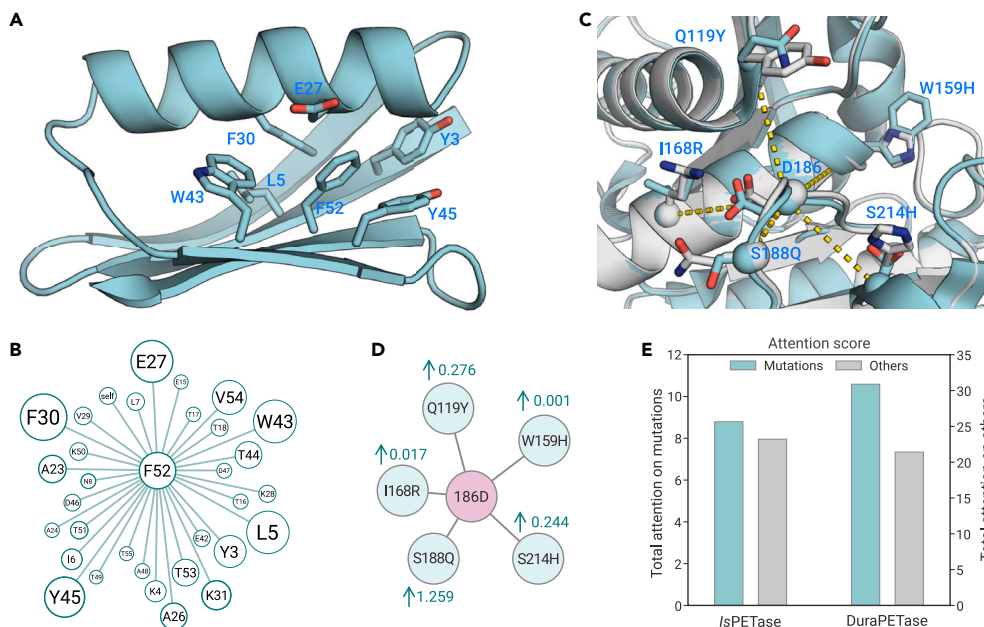 A
E27
F30
Y3
L5
W43
F52
Y45
C
Q119Y
W159H
I168R
D186
S214H
S188Q
B
E27
E15
self
L7
V54
T17
V29
F30
W43
T18
K50
T44
A23
F52
D47
N8
K28
D46
T16
A24
L5
T51
E42
Y3
I6
T55
T53
T49
A48
Y45
K4
K31
A26
D
0.276
Q119Y
0.001
W159H
0.017
I168R
186D
0.244
S188Q
S214H
1.259
E
Attention score
Mutations
Others
12
10
8
6
4
2
0
35
30
25
20
15
10
5
0
Total attention on mutations
Total attention on others
IsPETase
DuraPETase